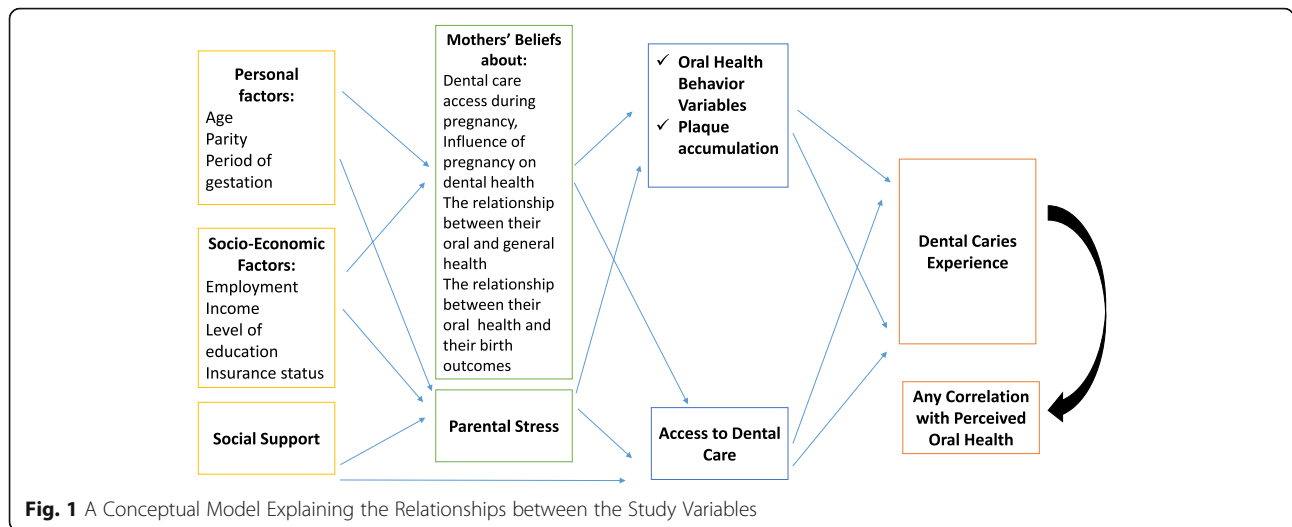 Personal
factors:
Age
Parity
Period of
gestation
Socio-Economic
Factors:
Employment
Income
Level of
education
Insurance status
Social Support
Mothers' Beliefs
about:
Dental care
access during
pregnancy,
Influence of
pregnancy on
dental health
The relationship
between their
oral and general
health
The relationship
between their
oral health and
their birth
outcomes
Parental Stress
✓ Oral Health
Behavior
Variables
✓ Plaque
accumulation
Access to Dental
Care
Dental Caries
Experience
Any Correlation
with Perceived
Oral Health
Fig. 1 A Conceptual Model Explaining the Relationships between the Study Variables